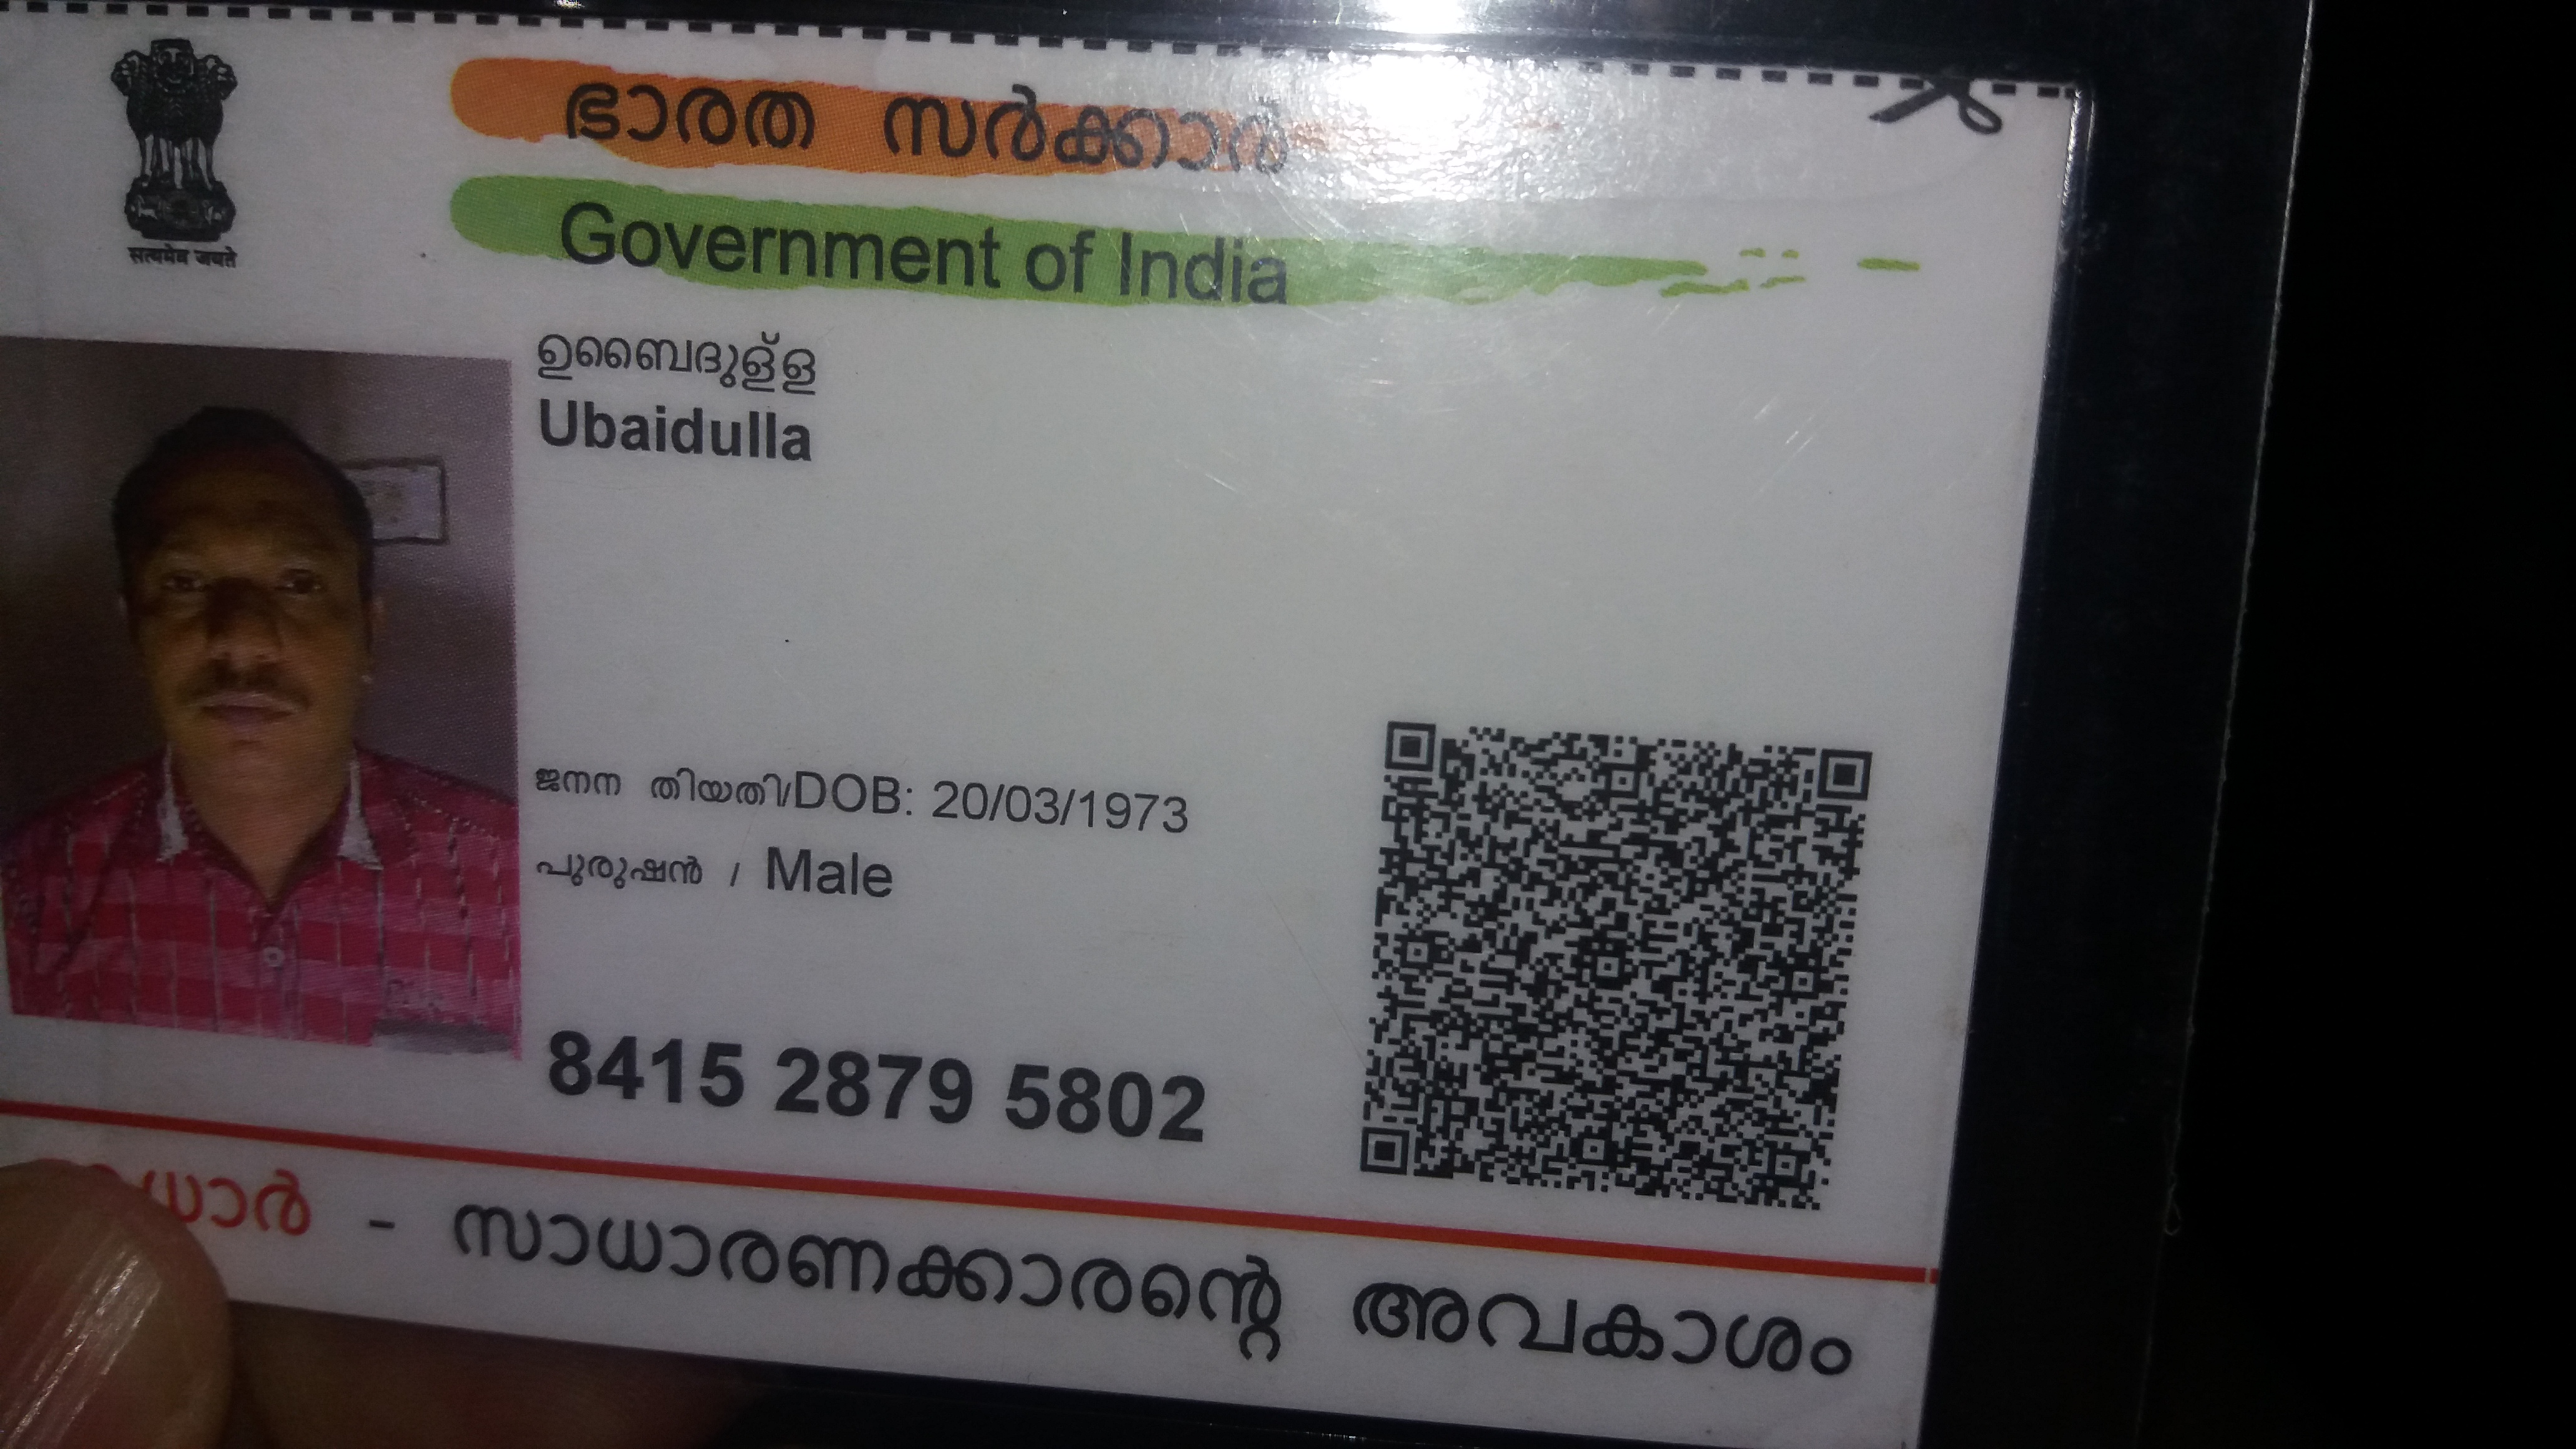 सत्यमेव जयते
ഭാരത സർക്കാർ
Government of India
ഉബൈദുള്ള
Ubaidulla
ജനന തിയതി/DOB: 20/03/1973
പുരുഷൻ / Male
8415 2879 5802
- സാധാരണക്കാരന്റെ അവകാശം